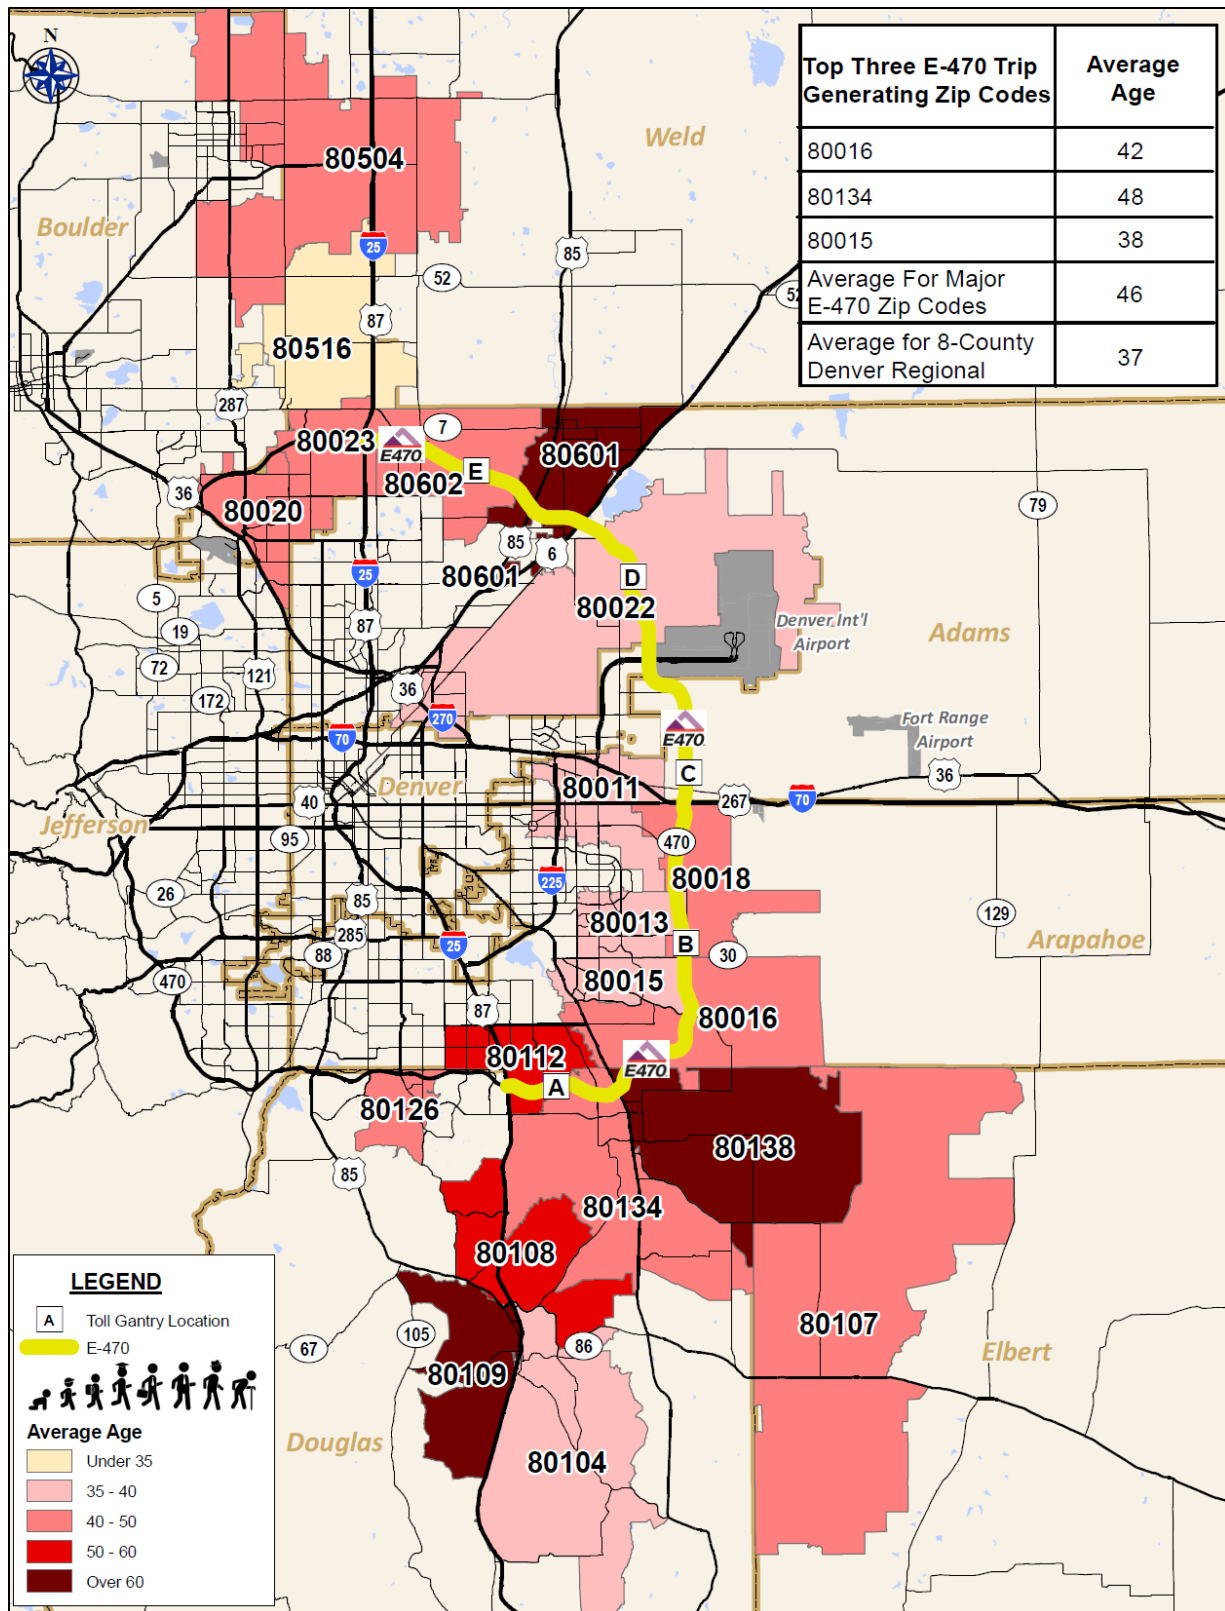 N
Top Three E-470 Trip
Generating Zip Codes
Average
Age
80016
42
80134
48
80015
38
Average For Major
E-470 Zip Codes
46
Average for 8-County
Denver Regional
37
Weld
80504
Boulder
25
85
52
52
87
80516
287
80023
7
E470
80601
E
80602
36
80020
79
85
6
25
80601
D
5
80022
87
Denver Int'l
Airport
Adams
19
72
121
36
172
270
Fort Range
Airport
E470
70
C
36
Denver
80011
40
267
70
Jefferson
95
470
225
80018
26
85
80013
129
285
B
Arapahoe
25
88
30
470
80015
87
80016
80112
E470
A
80126
80138
85
80134
80108
105
80107
67
86
Elbert
80109
Douglas
80104
LEGEND
A
Toll Gantry Location
E-470
Average Age
Under 35
35 - 40
40 - 50
50 - 60
Over 60